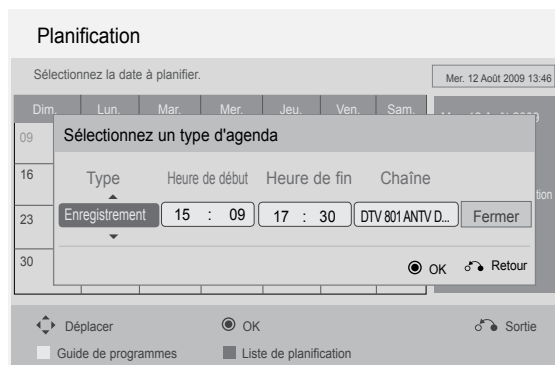 Planification
Sélectionnez la date à planifier.
Mer. 12 Août 2009 13:46
Dim. Lun. Mar. Mer. Jeu. Ven. Sam.
09
Sélectionnez un type d'agenda
16
Type Heure de début Heure de fin Chaîne
23
Enregistrement 15 : 09 17 : 30 DTV 801 ANTV D... Fermer
30
OK Retour
Déplacer OK Sortie
Guide de programmes Liste de planification